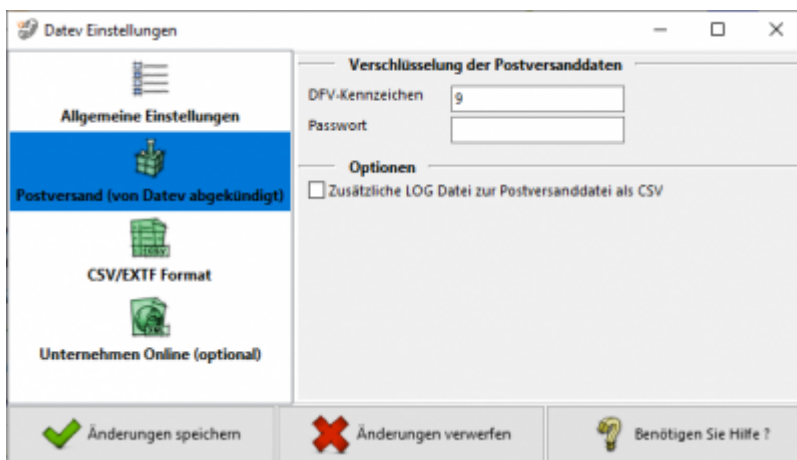 Datev Einstellungen
Allgemeine Einstellungen
Postversand (von Datev abgekündigt)
CSV/EXTF Format
Unternehmen Online (optional)
Verschlüsselung der Postversanddaten
DFV-Kennzeichen 9
Passwort
Optionen
Zusätzliche LOG Datei zur Postversanddatei als CSV
Änderungen speichern
Änderungen verwerfen
Benötigen Sie Hilfe ?